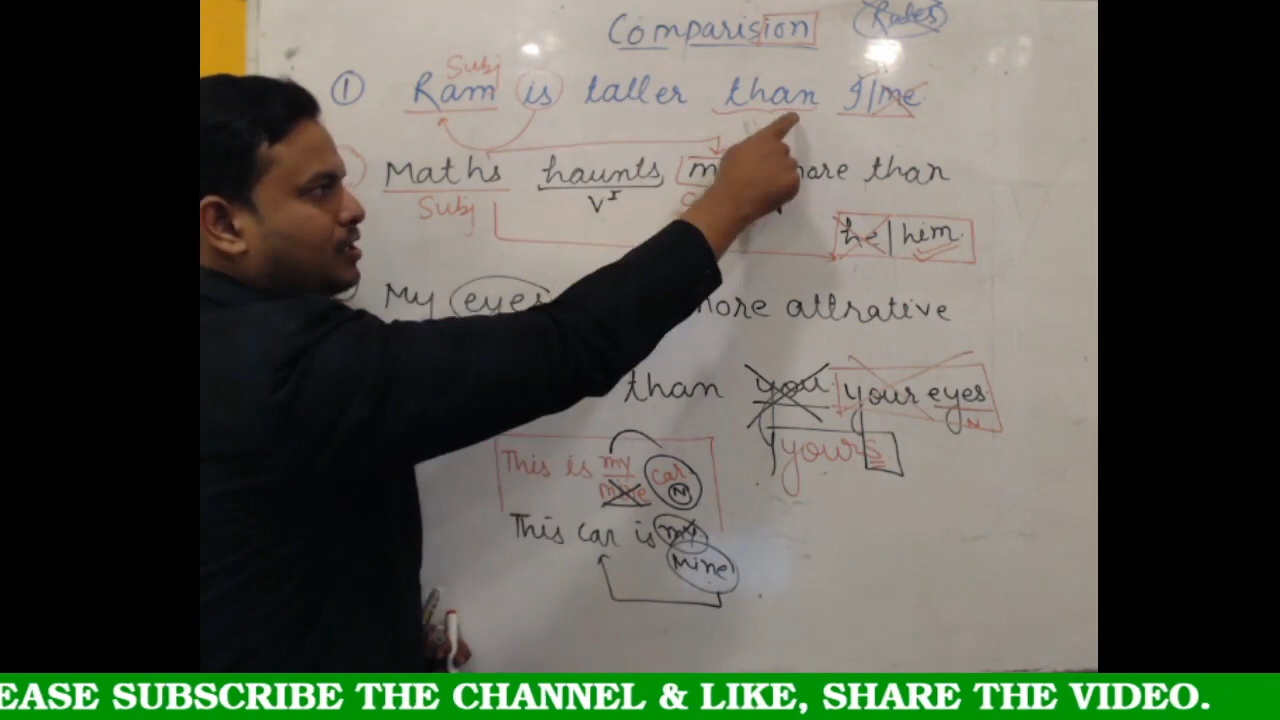 Comparision Rules
① Ram is taller than I/me
Subj
Maths haunts more than
Subj V¹
he/him.
My eyes more attrative
than you your eyes
N
yours
This is my car
mine N
This car is my
Mine
EASE SUBSCRIBE THE CHANNEL & LIKE, SHARE THE VIDEO.